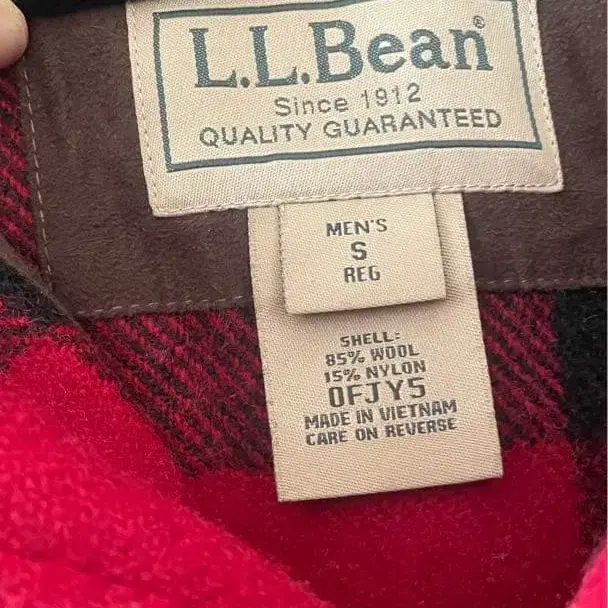 L.L.Bean®
Since 1912
QUALITY GUARANTEED
MEN'S
S
REG
SHELL:
85% WOOL
15% NYLON
0FJY5
MADE IN VIETNAM
CARE ON REVERSE